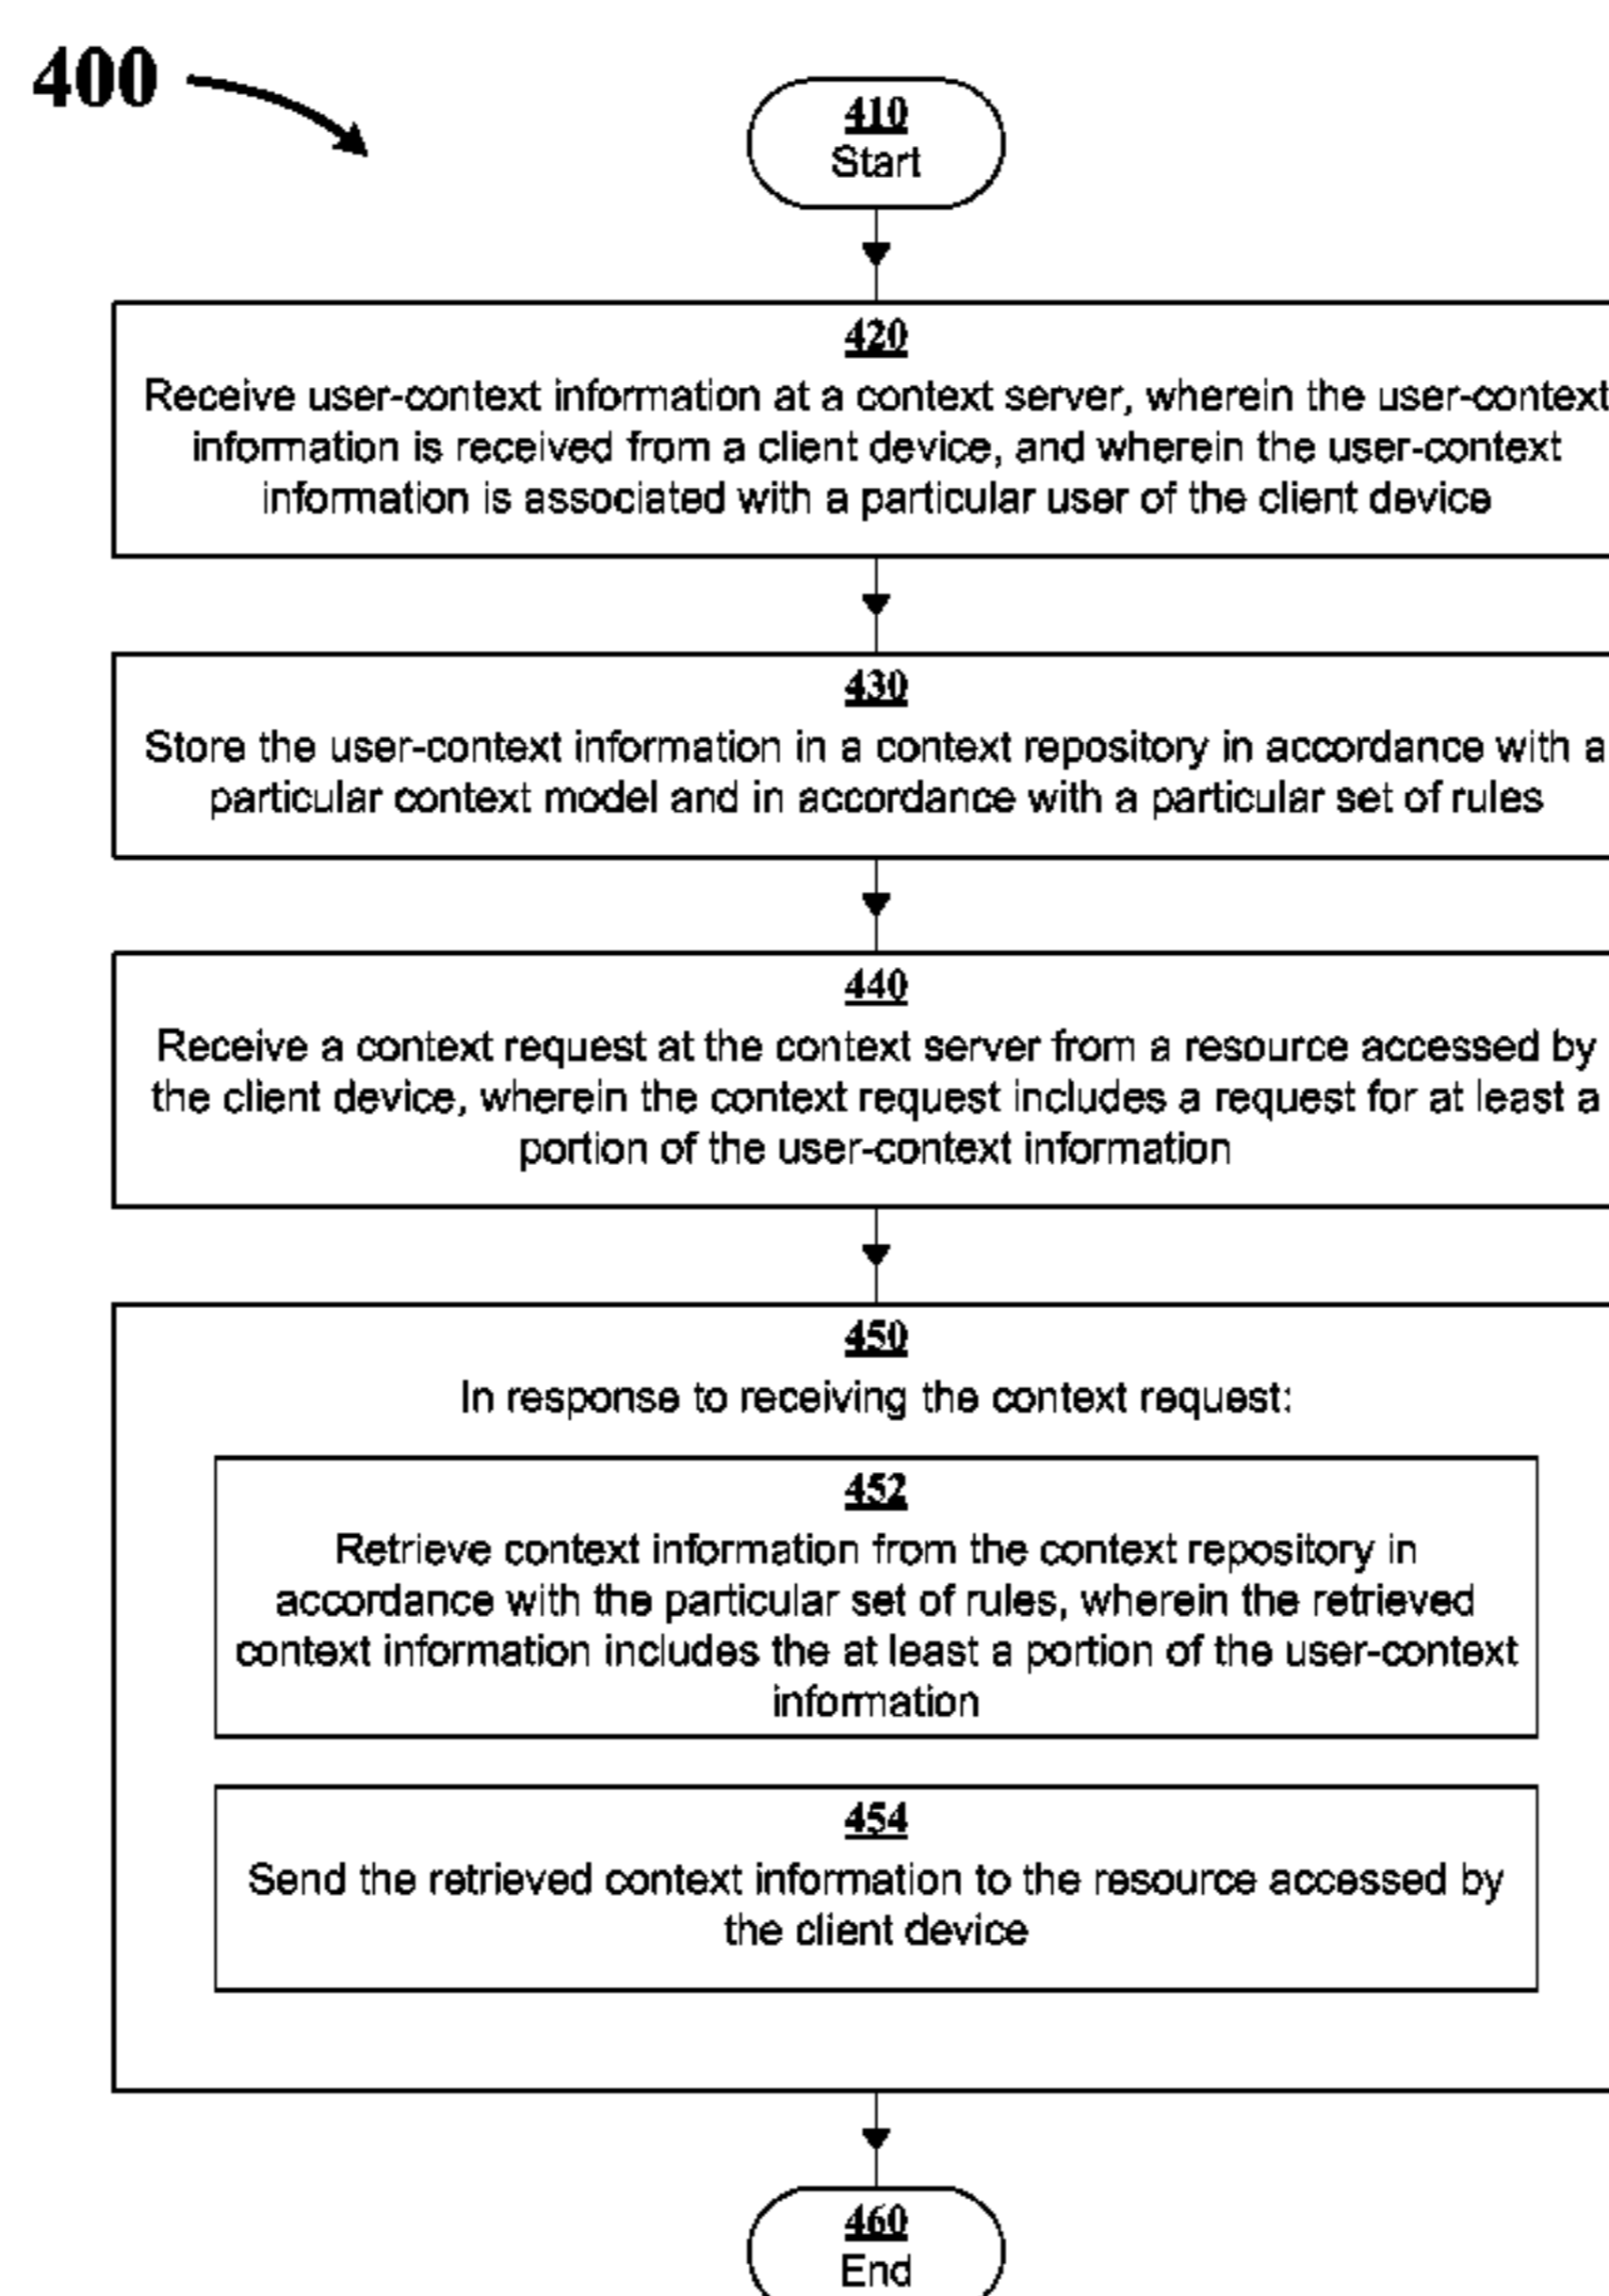 400
410
Start
420
Receive user-context information at a context server, wherein the user-context
information is received from a client device, and wherein the user-context
information is associated with a particular user of the client device
430
Store the user-context information in a context repository in accordance with a
particular context model and in accordance with a particular set of rules
440
Receive a context request at the context server from a resource accessed by
the client device, wherein the context request includes a request for at least a
portion of the user-context information
450
In response to receiving the context request:
452
Retrieve context information from the context repository in
accordance with the particular set of rules, wherein the retrieved
context information includes the at least a portion of the user-context
information
454
Send the retrieved context information to the resource accessed by
the client device
460
End